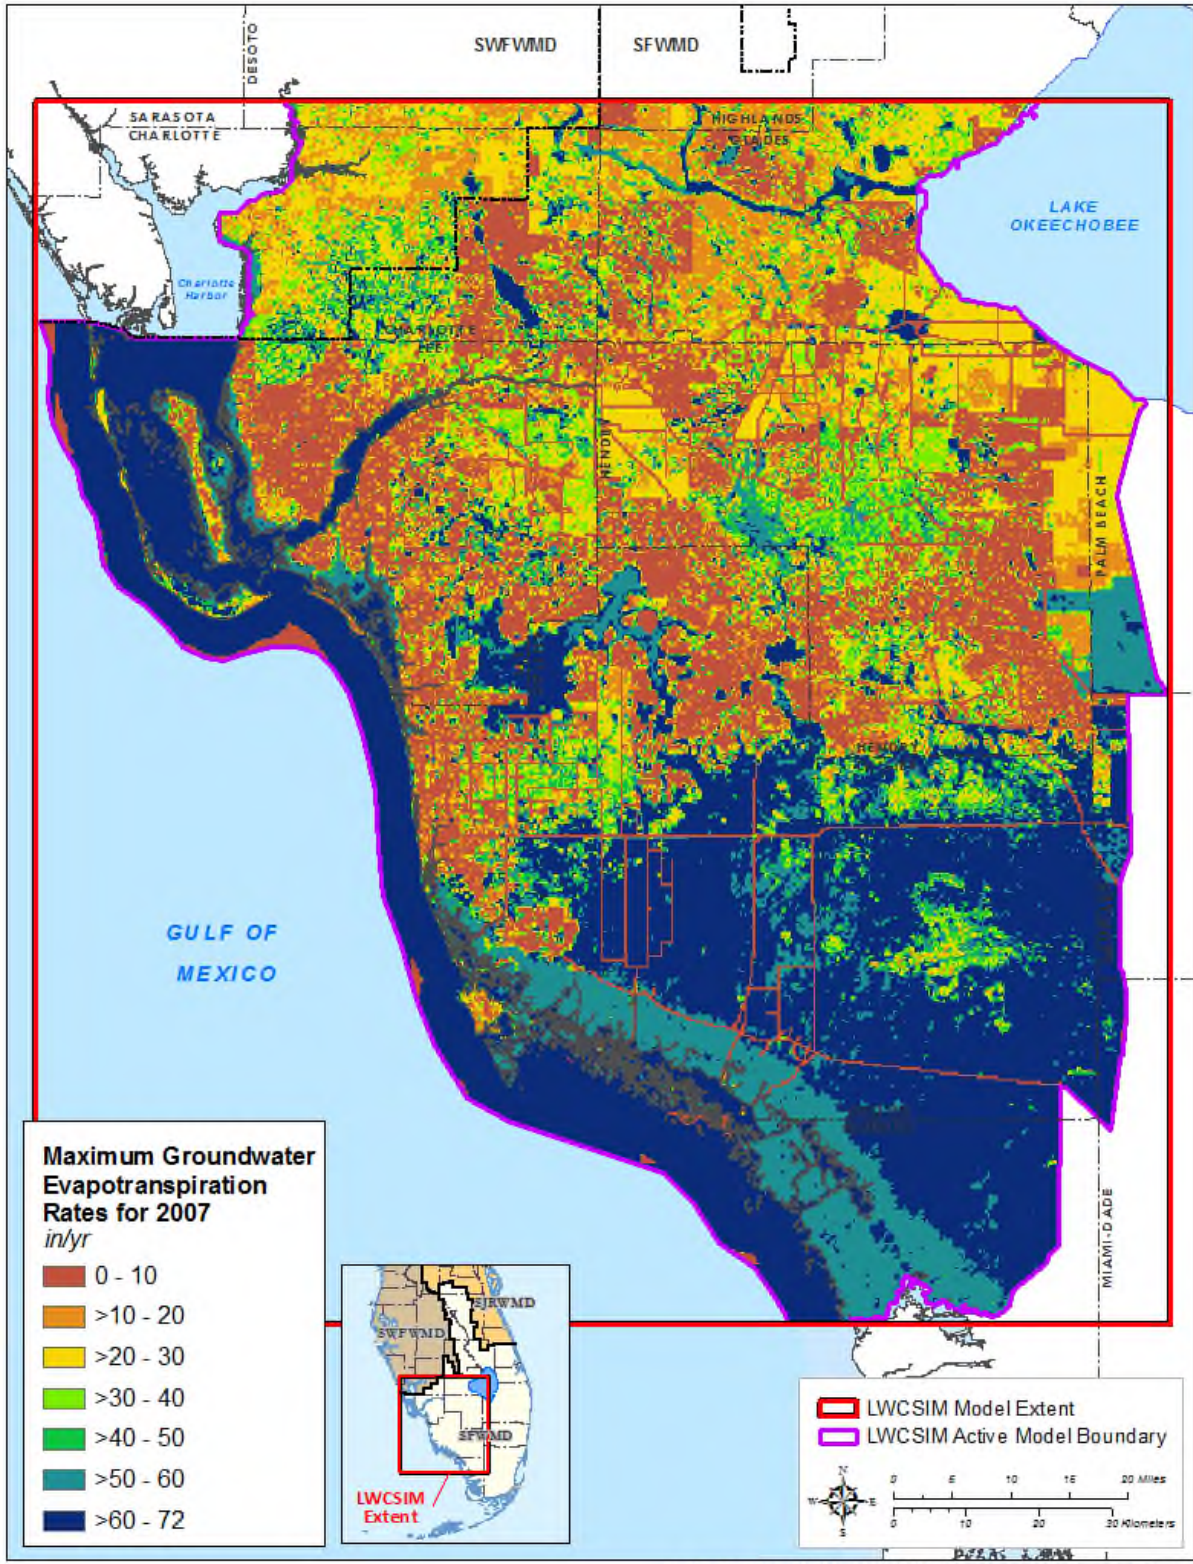 DESOTO
SWFWMD
SFWMD
SARASOTA
CHARLOTTE
HIGHLANDS
GLADES
LAKE
OKEECHOBEE
Charlotte
Harbor
CHARLOTTE
LEE
HENDRY
PALM BEACH
HENDRY
GULF OF
MEXICO
MIAMI-DADE
Maximum Groundwater
Evapotranspiration
Rates for 2007
in/yr
0 - 10
>10 - 20
>20 - 30
>30 - 40
>40 - 50
>50 - 60
>60 - 72
SJRWMD
SWFWMD
SFWMD
LWCSIM
Extent
LWCSIM Model Extent
LWCSIM Active Model Boundary
N
W
E
S
0 5 10 15 20 Miles
0 10 20 30 Kilometers